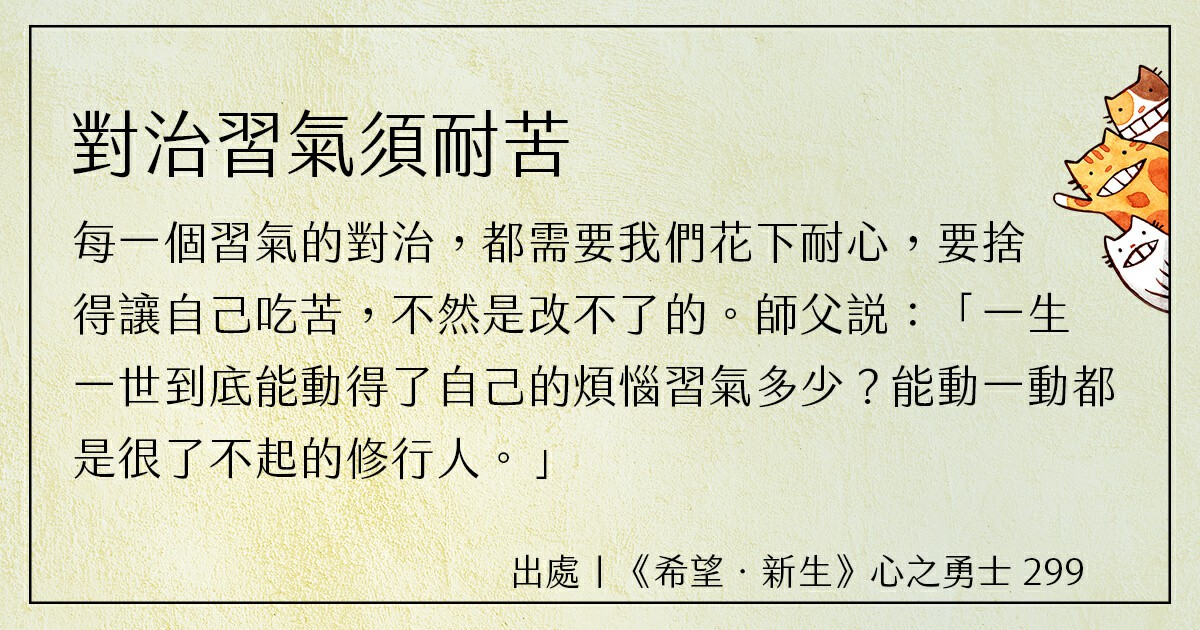 對治習氣須耐苦
每一個習氣的對治，都需要我們花下耐心，要捨
得讓自己吃苦，不然是改不了的。師父説：「一生
一世到底能動得了自己的煩惱習氣多少？能動一動都
是很了不起的修行人。」
出處｜《希望．新生》心之勇士 299